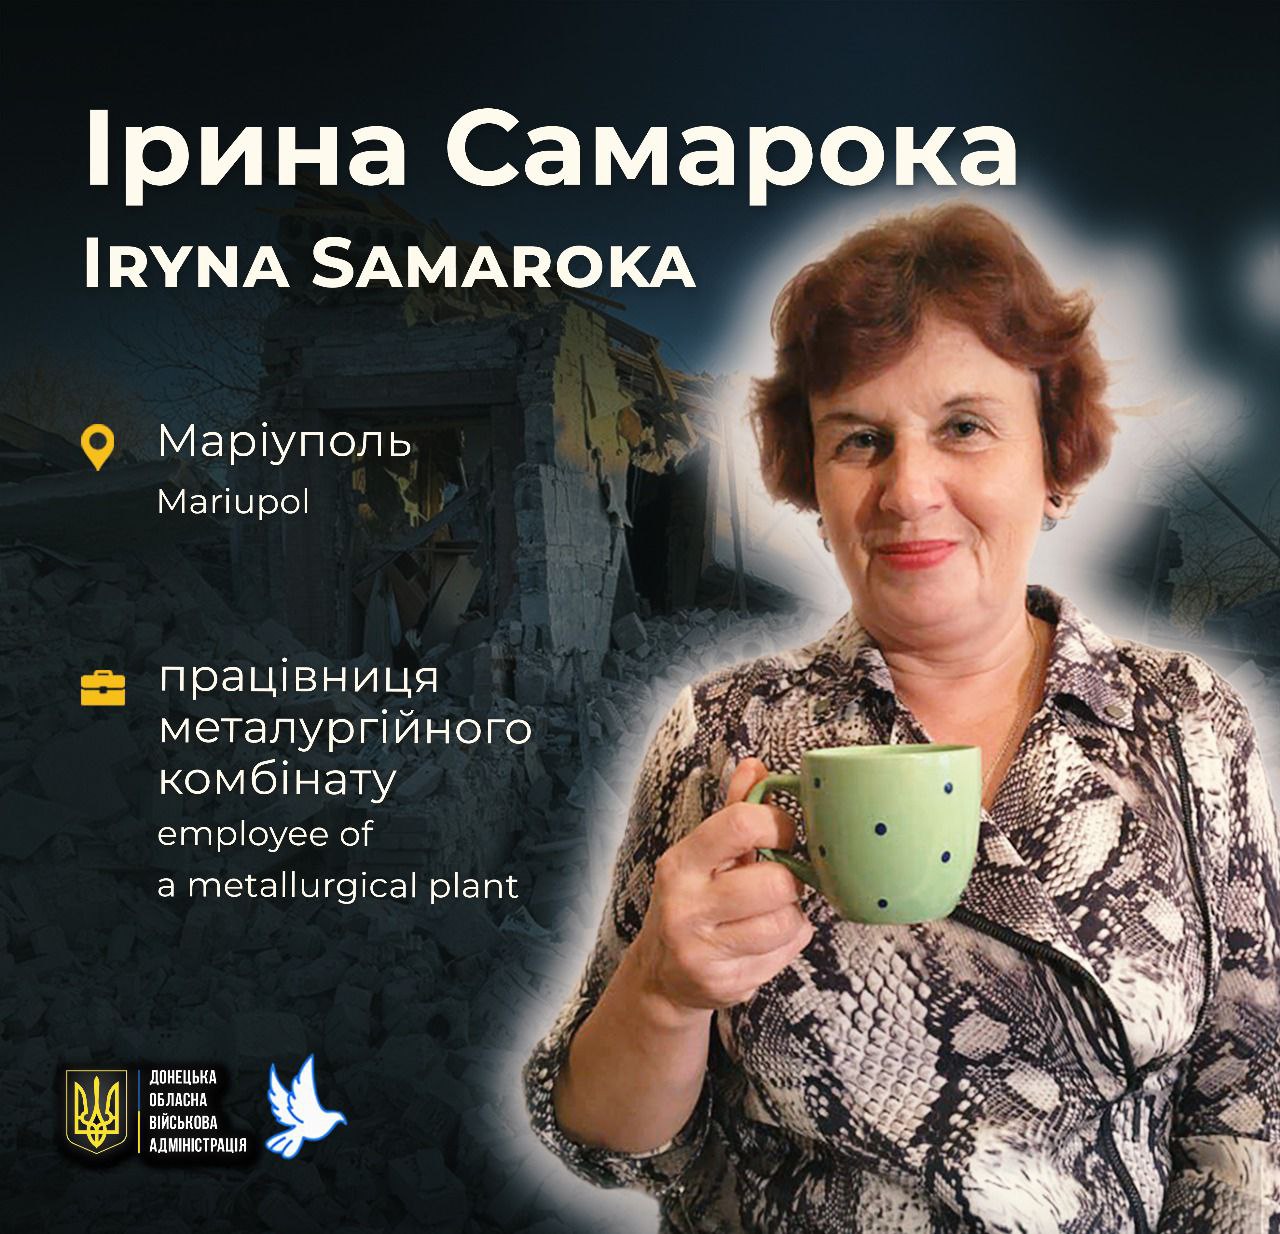 Ірина Самарока
Iryna Samaroka
Маріуполь
Mariupol
працівниця
металургійного
комбінату
employee of
a metallurgical plant
ДОНЕЦЬКА
ОБЛАСНА
ВІЙСЬКОВА
АДМІНІСТРАЦІЯ